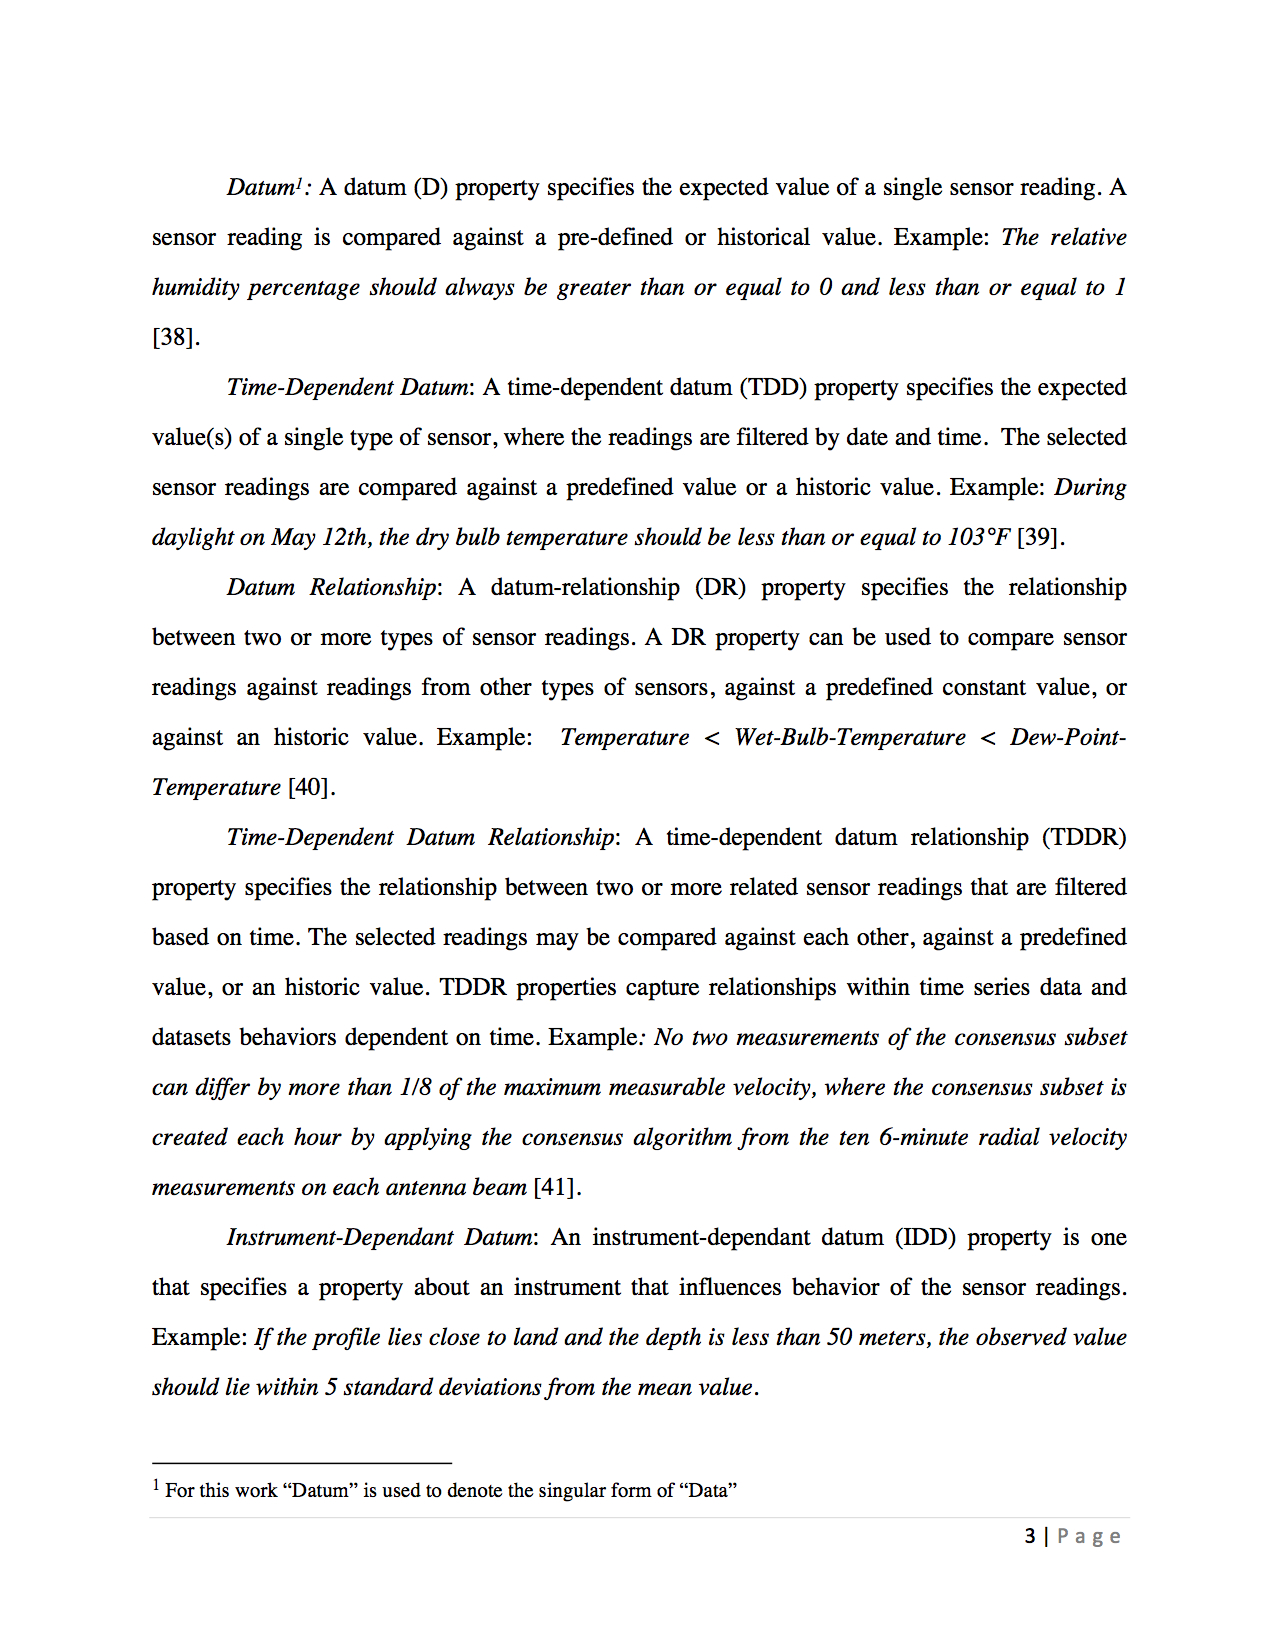 Datum1: A datum (D) property specifies the expected value of a single sensor reading. A
sensor reading is compared against a pre-defined or historical value. Example: The relative
humidity percentage should always be greater than or equal to 0 and less than or equal to 1
[38].
Time-Dependent Datum: A time-dependent datum (TDD) property specifies the expected
value(s) of a single type of sensor, where the readings are filtered by date and time.  The selected
sensor readings are compared against a predefined value or a historic value. Example: During
daylight on May 12th, the dry bulb temperature should be less than or equal to 103°F [39].
Datum Relationship: A datum-relationship (DR) property specifies the relationship
between two or more types of sensor readings. A DR property can be used to compare sensor
readings against readings from other types of sensors, against a predefined constant value, or
against an historic value. Example:  Temperature < Wet-Bulb-Temperature < Dew-Point-
Temperature [40].
Time-Dependent Datum Relationship: A time-dependent datum relationship (TDDR)
property specifies the relationship between two or more related sensor readings that are filtered
based on time. The selected readings may be compared against each other, against a predefined
value, or an historic value. TDDR properties capture relationships within time series data and
datasets behaviors dependent on time. Example: No two measurements of the consensus subset
can differ by more than 1/8 of the maximum measurable velocity, where the consensus subset is
created each hour by applying the consensus algorithm from the ten 6-minute radial velocity
measurements on each antenna beam [41].
Instrument-Dependant Datum: An instrument-dependant datum (IDD) property is one
that specifies a property about an instrument that influences behavior of the sensor readings.
Example: If the profile lies close to land and the depth is less than 50 meters, the observed value
should lie within 5 standard deviations from the mean value.
1 For this work “Datum” is used to denote the singular form of “Data”
3 | Page